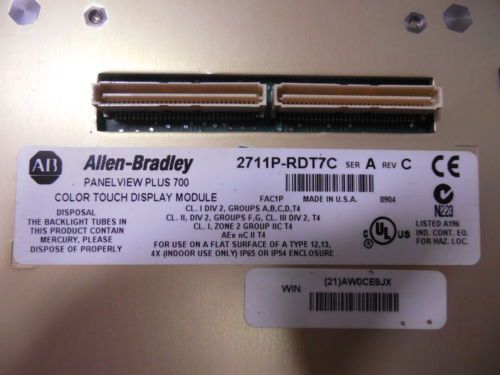 AB Allen-Bradley 2711P-RDT7C SER A REV C CE
PANELVIEW PLUS 700
COLOR TOUCH DISPLAY MODULE
FAC1P MADE IN U.S.A. 0904
DISPOSAL
THE BACKLIGHT TUBES IN
THIS PRODUCT CONTAIN
MERCURY, PLEASE
DISPOSE OF PROPERLY
CL. I DIV 2, GROUPS A,B,C,D,T4
CL. II, DIV 2, GROUPS F,G, CL. III DIV 2, T4
CL. I, ZONE 2 GROUP IIC T4
AEx nC II T4
FOR USE ON A FLAT SURFACE OF A TYPE 12,13,
4X (INDOOR USE ONLY) IP65 OR IP54 ENCLOSURE
N223
C UL US
LISTED A196
IND. CONT. EQ.
FOR HAZ. LOC.
WIN (21)AW0CE8JX